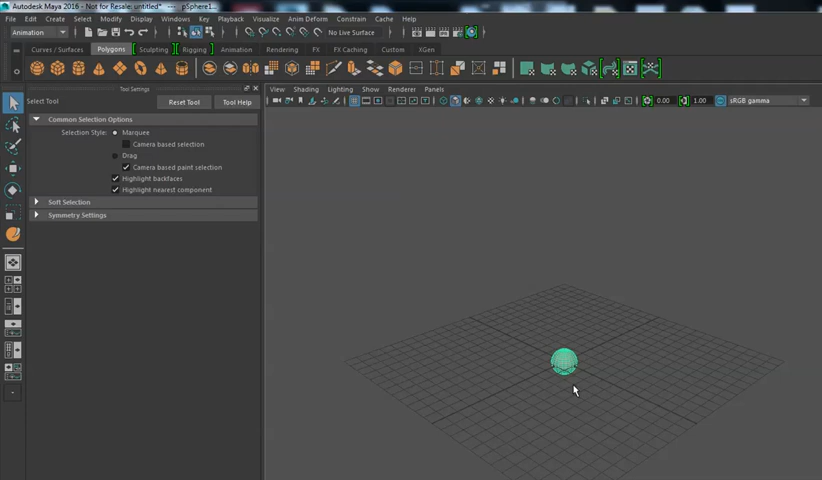 Autodesk Maya 2016 - Not for Resale: untitled*   ---   pSphere1
File Edit Create Select Modify Display Windows Key Playback Visualize Anim Deform Constrain Cache Help
Animation No Live Surface
Curves / Surfaces Polygons Sculpting Rigging Animation Rendering FX FX Caching Custom XGen
Tool Settings
Select Tool Reset Tool Tool Help
Common Selection Options
Selection Style: Marquee
Camera based selection
Drag
Camera based paint selection
Highlight backfaces
Highlight nearest component
Soft Selection
Symmetry Settings
View Shading Lighting Show Renderer Panels
0.00 1.00 sRGB gamma